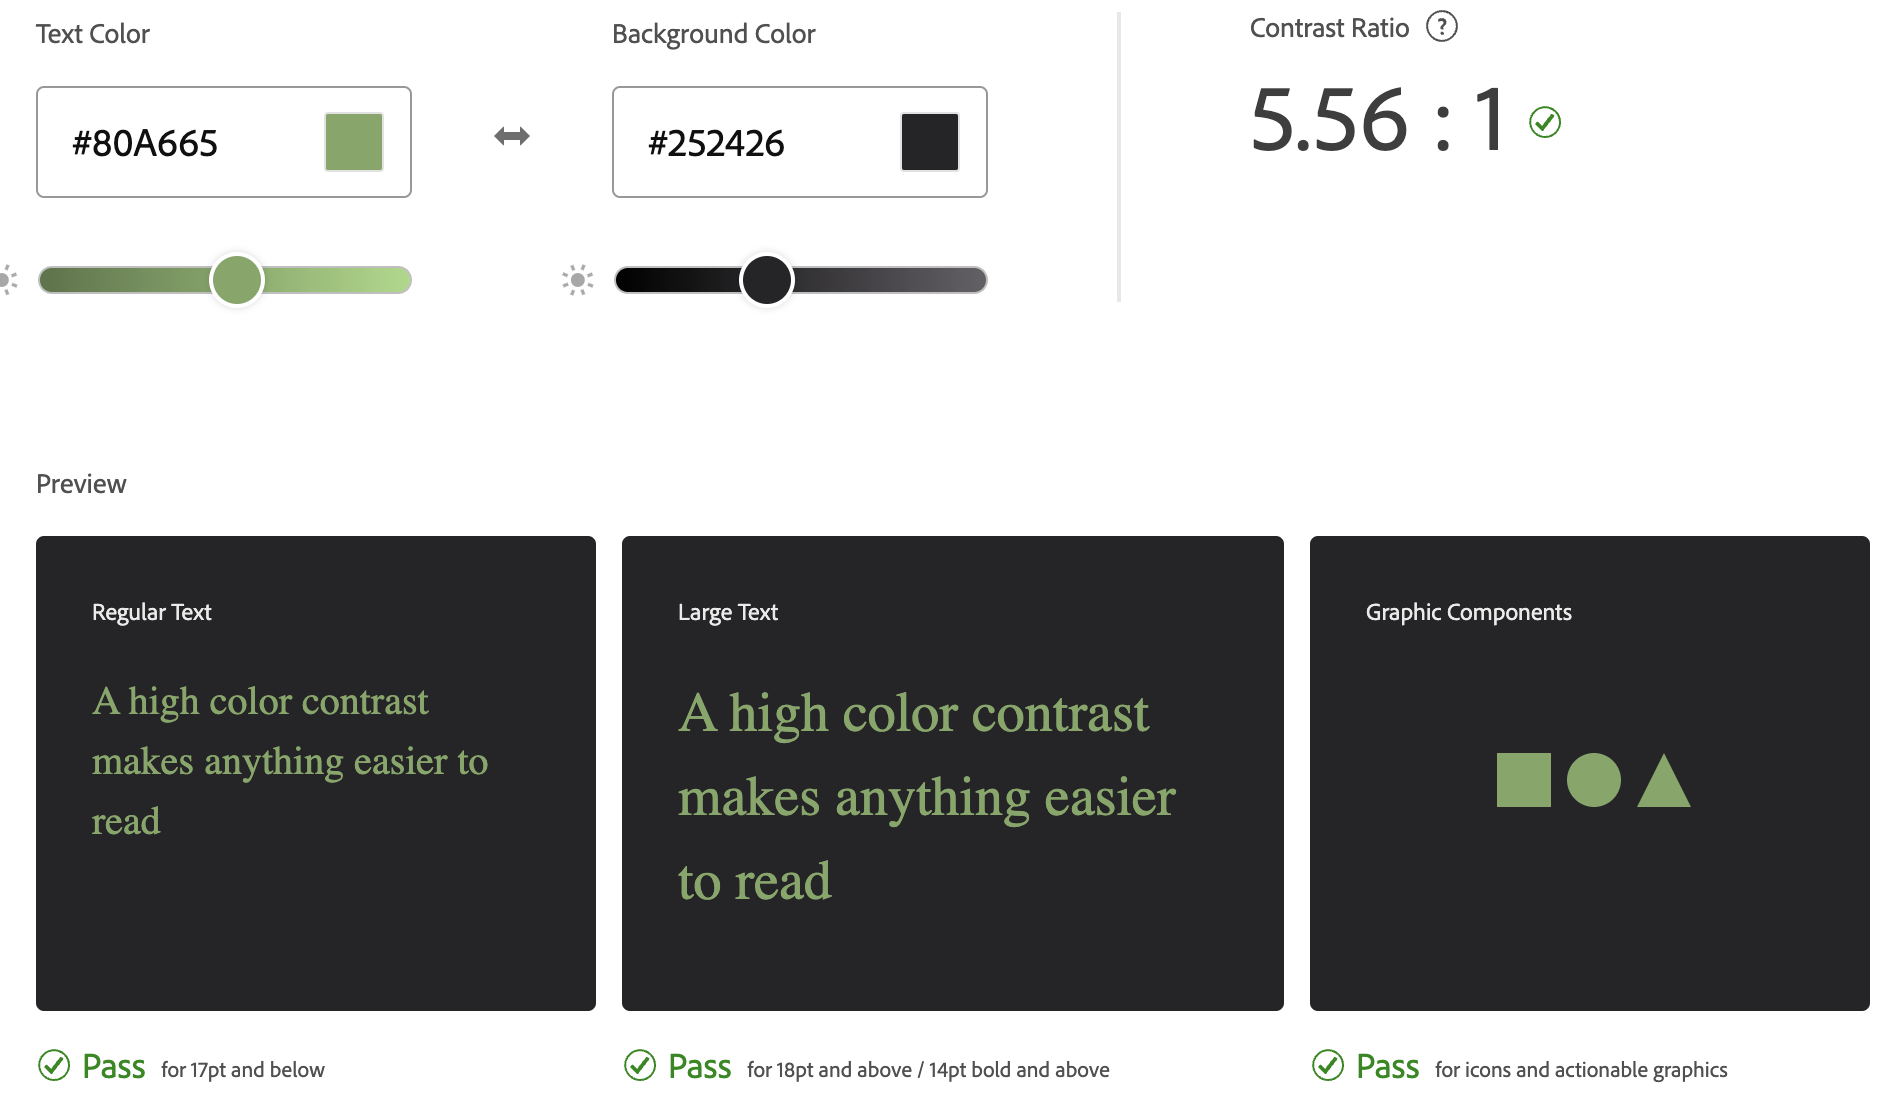 Text Color
Background Color
Contrast Ratio ?
#80A665
#252426
5.56 : 1
Preview
Regular Text
A high color contrast
makes anything easier to
read
Large Text
A high color contrast
makes anything easier
to read
Graphic Components
Pass for 17pt and below
Pass for 18pt and above / 14pt bold and above
Pass for icons and actionable graphics